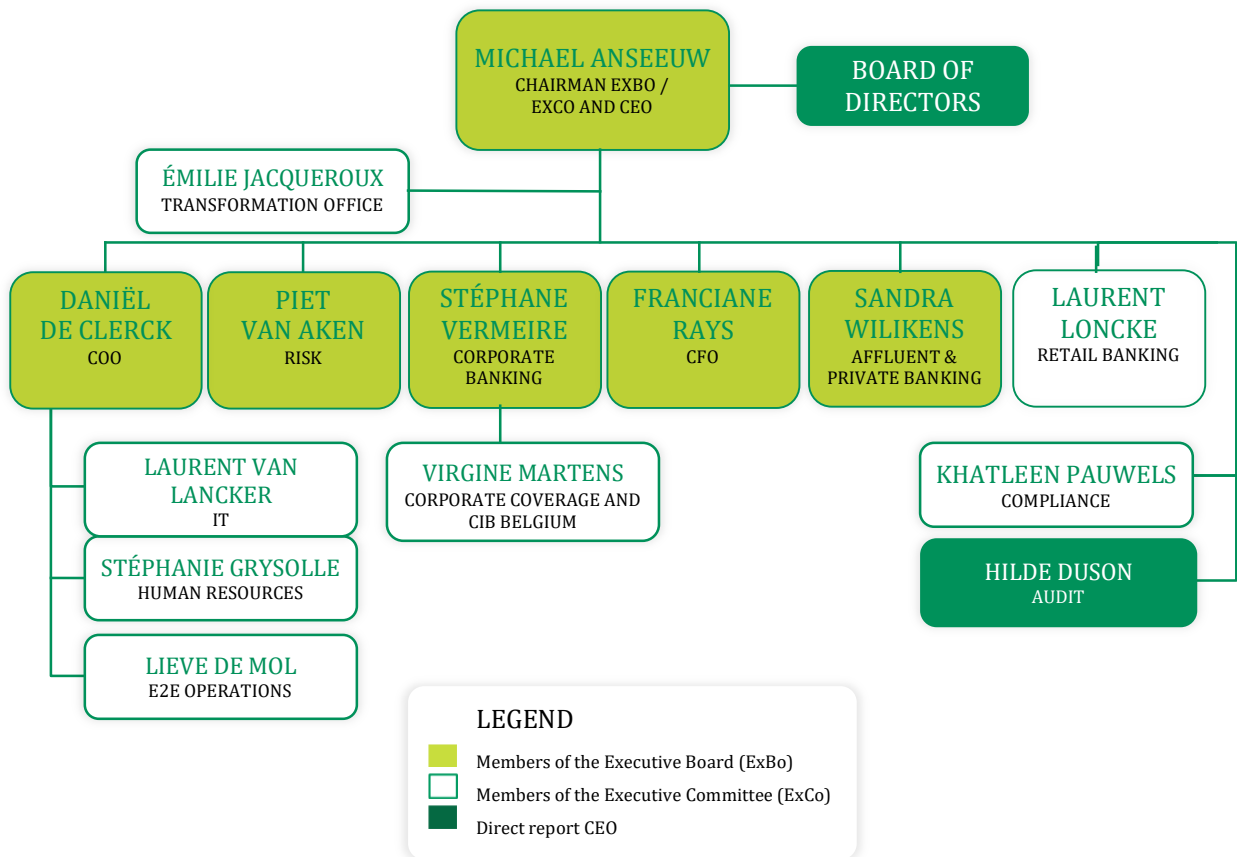 MICHAEL ANSEEUW
CHAIRMAN EXBO /
EXCO AND CEO
BOARD OF
DIRECTORS
ÉMILIE JACQUEROUX
TRANSFORMATION OFFICE
DANIËL
DE CLERCK
COO
PIET
VAN AKEN
RISK
STÉPHANE
VERMEIRE
CORPORATE
BANKING
FRANCIANE
RAYS
CFO
SANDRA
WILIKENS
AFFLUENT &
PRIVATE BANKING
LAURENT
LONCKE
RETAIL BANKING
LAURENT VAN
LANCKER
IT
STÉPHANIE GRYSOLLE
HUMAN RESOURCES
LIEVE DE MOL
E2E OPERATIONS
VIRGINE MARTENS
CORPORATE COVERAGE AND
CIB BELGIUM
KHATLEEN PAUWELS
COMPLIANCE
HILDE DUSON
AUDIT
LEGEND
Members of the Executive Board (ExBo)
Members of the Executive Committee (ExCo)
Direct report CEO